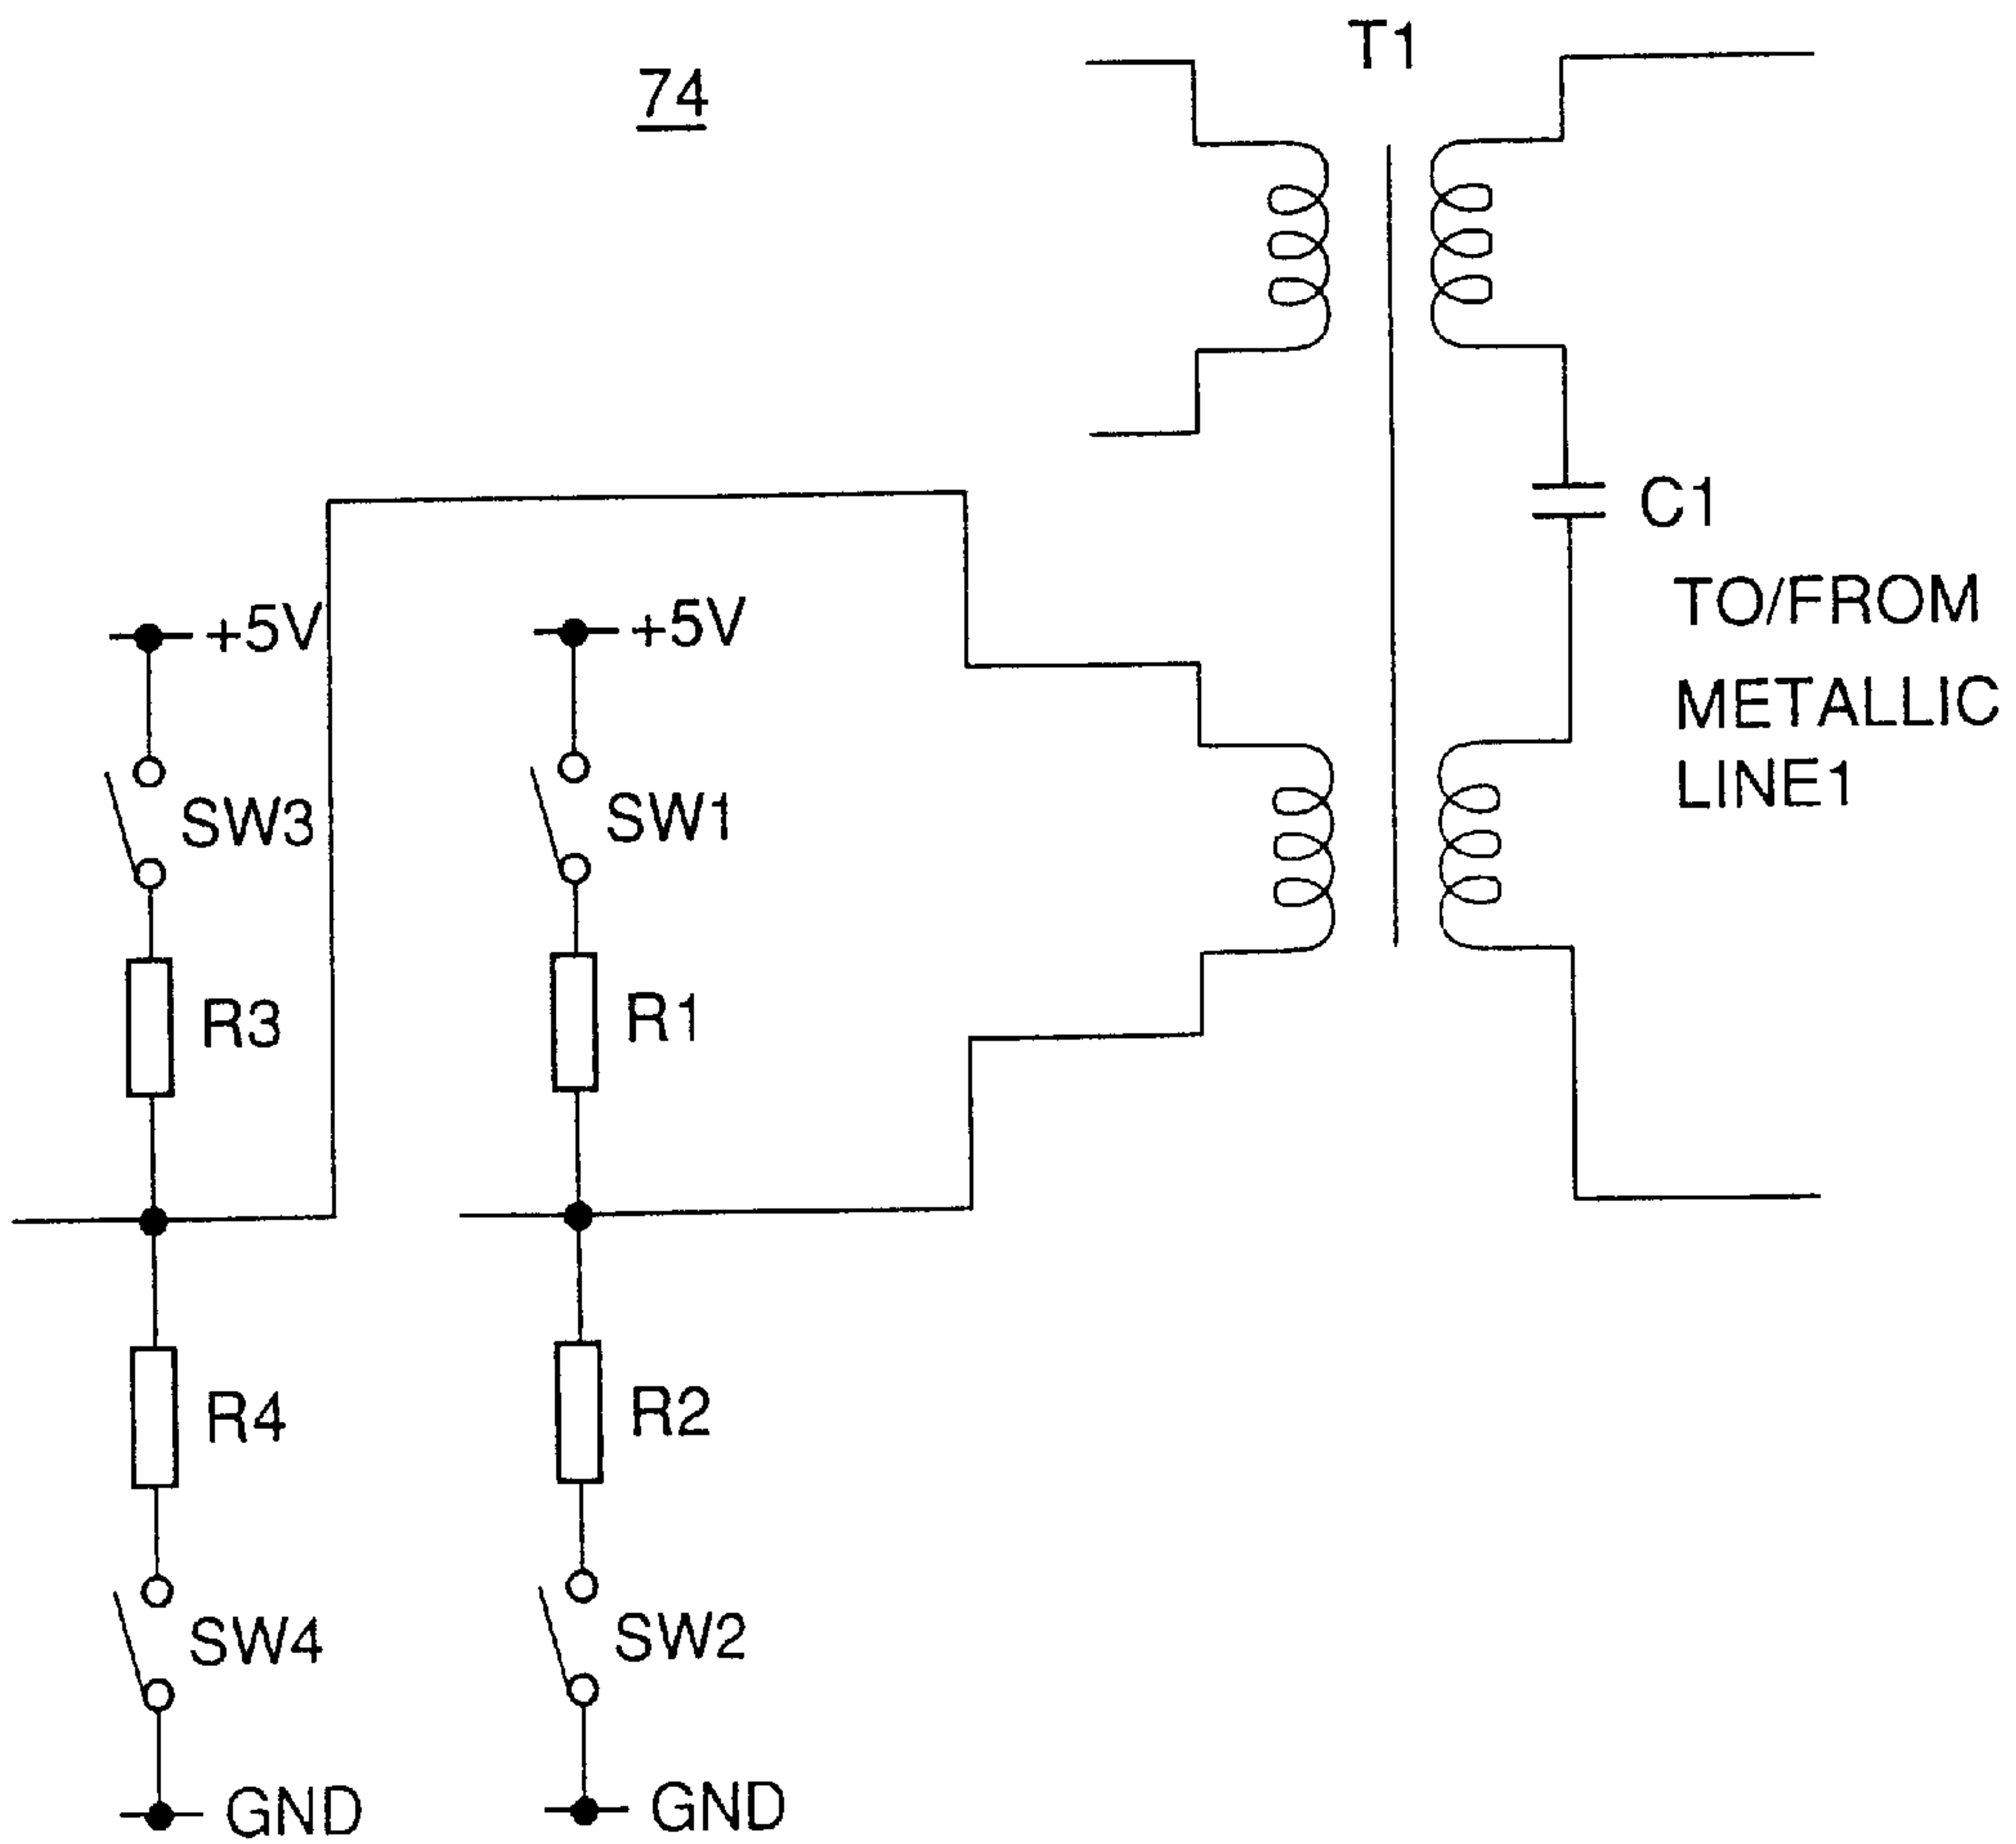 T1
74
C1
TO/FROM
METALLIC
LINE1
+5V
+5V
SW3
SW1
R3
R1
R4
R2
SW4
SW2
GND
GND